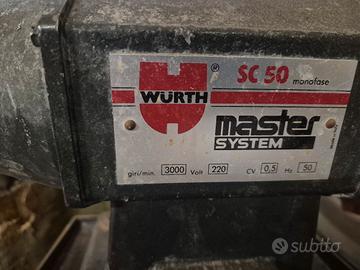 SC 50 monofase
WÜRTH
master
SYSTEM
giri/min. 3000 Volt 220 CV 0,5 Hz 50
subito